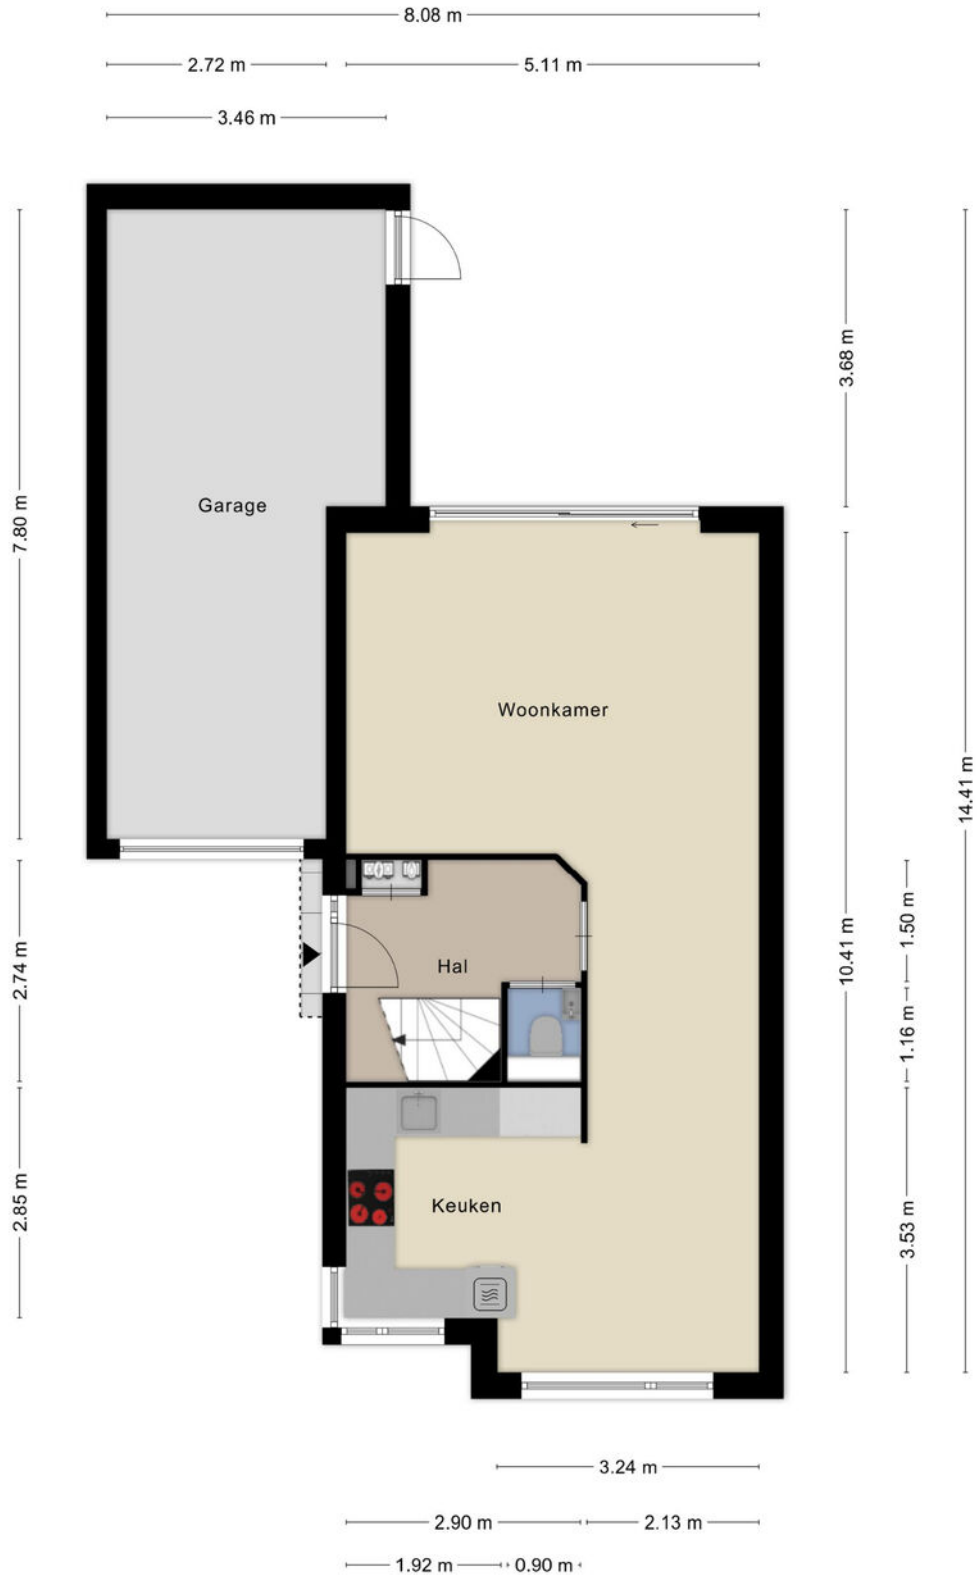 8.08 m
2.72 m
5.11 m
3.46 m
3.68 m
7.80 m
Garage
Woonkamer
14.41 m
10.41 m
1.50 m
2.74 m
Hal
1.16 m
2.85 m
Keuken
3.53 m
3.24 m
2.90 m
2.13 m
1.92 m
0.90 m